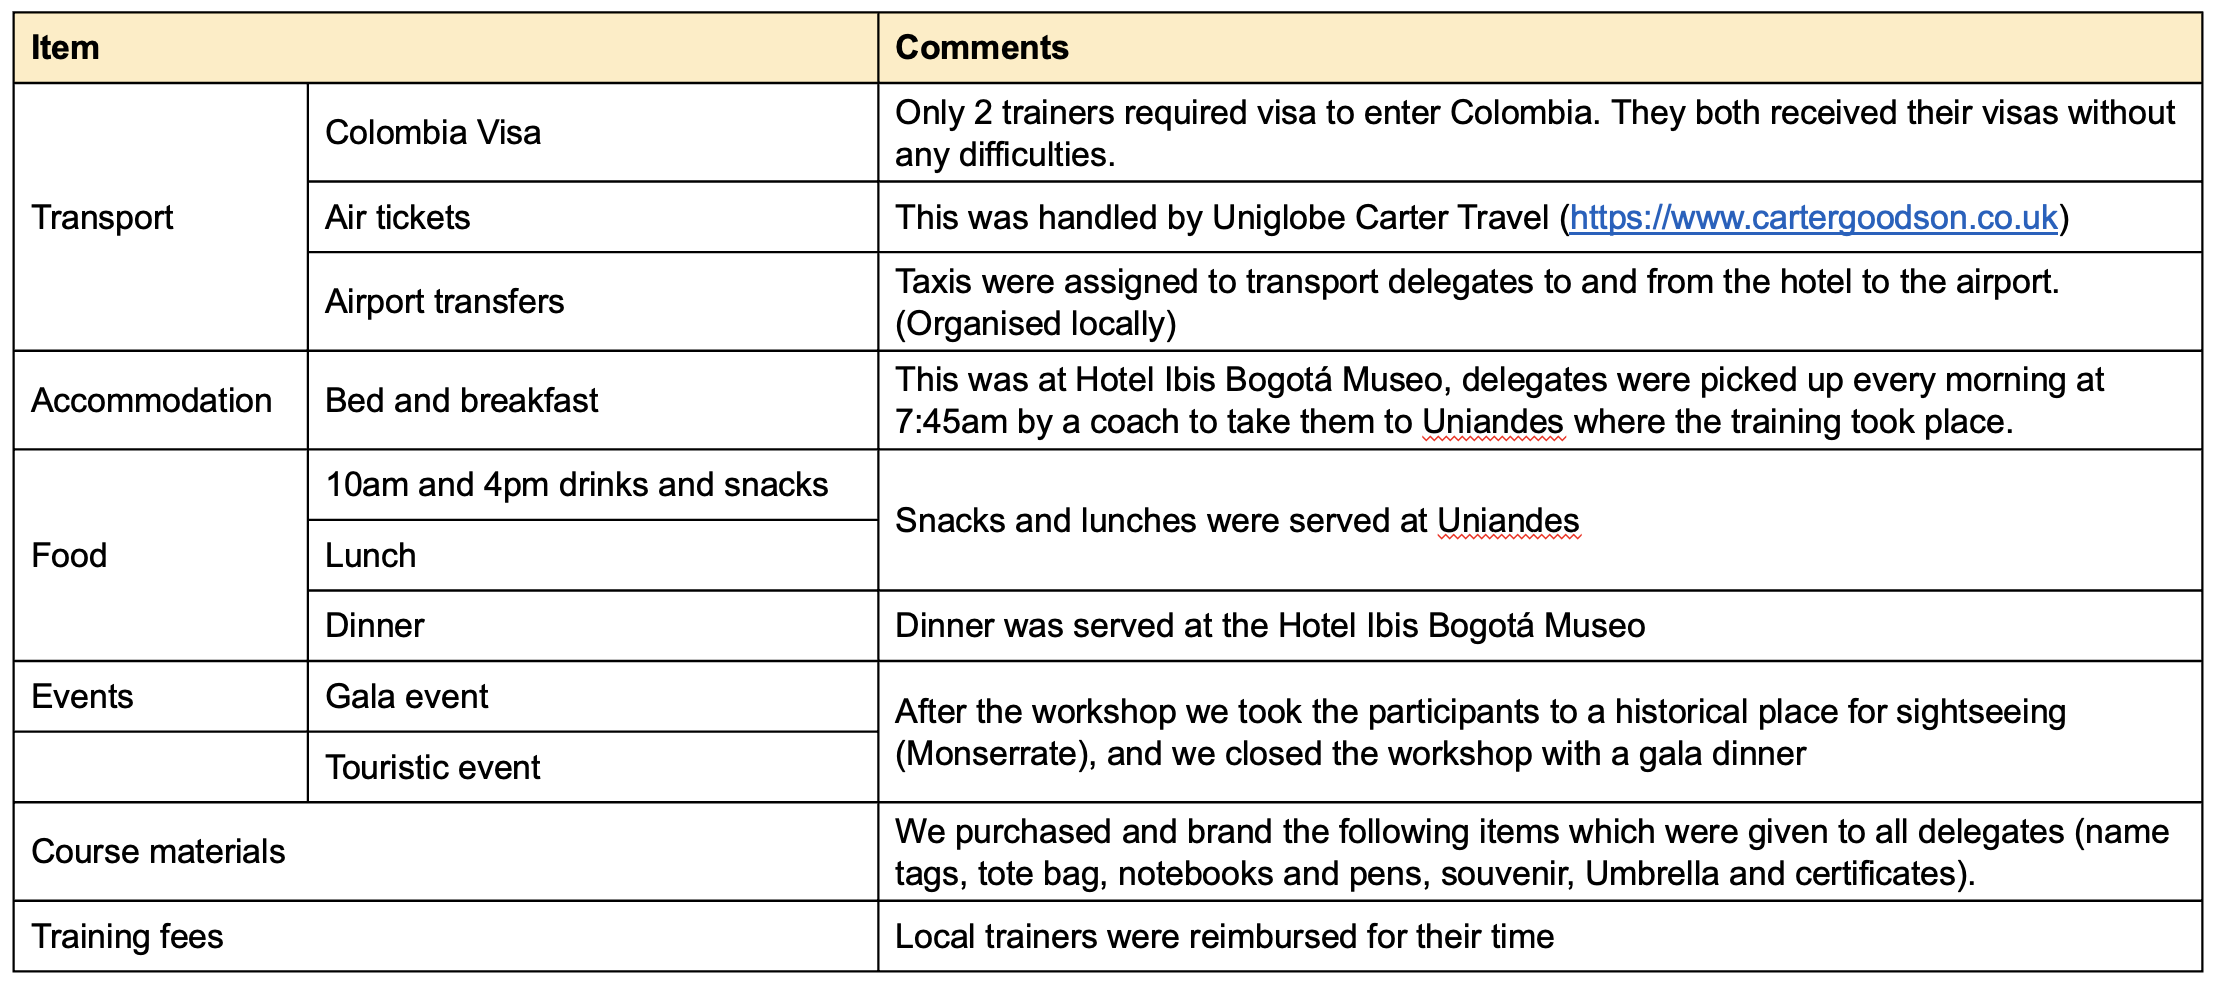 Item
Comments
Transport
Colombia Visa
Only 2 trainers required visa to enter Colombia. They both received their visas without
any difficulties.
Air tickets
This was handled by Uniglobe Carter Travel (https://www.cartergoodson.co.uk)
Airport transfers
Taxis were assigned to transport delegates to and from the hotel to the airport.
(Organised locally)
Accommodation
Bed and breakfast
This was at Hotel Ibis Bogotá Museo, delegates were picked up every morning at
7:45am by a coach to take them to Uniandes where the training took place.
Food
10am and 4pm drinks and snacks
Lunch
Snacks and lunches were served at Uniandes
Dinner
Dinner was served at the Hotel Ibis Bogotá Museo
Events
Gala event
Touristic event
After the workshop we took the participants to a historical place for sightseeing
(Monserrate), and we closed the workshop with a gala dinner
Course materials
We purchased and brand the following items which were given to all delegates (name
tags, tote bag, notebooks and pens, souvenir, Umbrella and certificates).
Training fees
Local trainers were reimbursed for their time